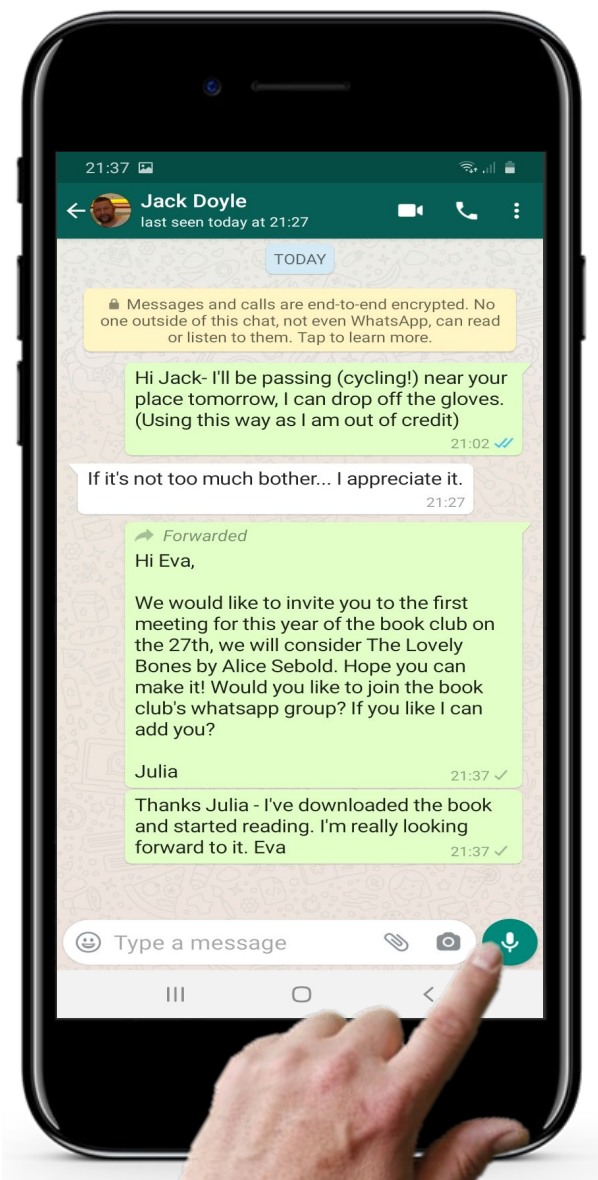 21:37
Jack Doyle
last seen today at 21:27
TODAY
Messages and calls are end-to-end encrypted. No
one outside of this chat, not even WhatsApp, can read
or listen to them. Tap to learn more.
Hi Jack- I'll be passing (cycling!) near your
place tomorrow, I can drop off the gloves.
(Using this way as I am out of credit)
21:02
If it's not too much bother... I appreciate it.
21:27
Forwarded
Hi Eva,
We would like to invite you to the first
meeting for this year of the book club on
the 27th, we will consider The Lovely
Bones by Alice Sebold. Hope you can
make it! Would you like to join the book
club's whatsapp group? If you like I can
add you?
Julia
21:37
Thanks Julia - I've downloaded the book
and started reading. I'm really looking
forward to it. Eva
21:37
Type a message